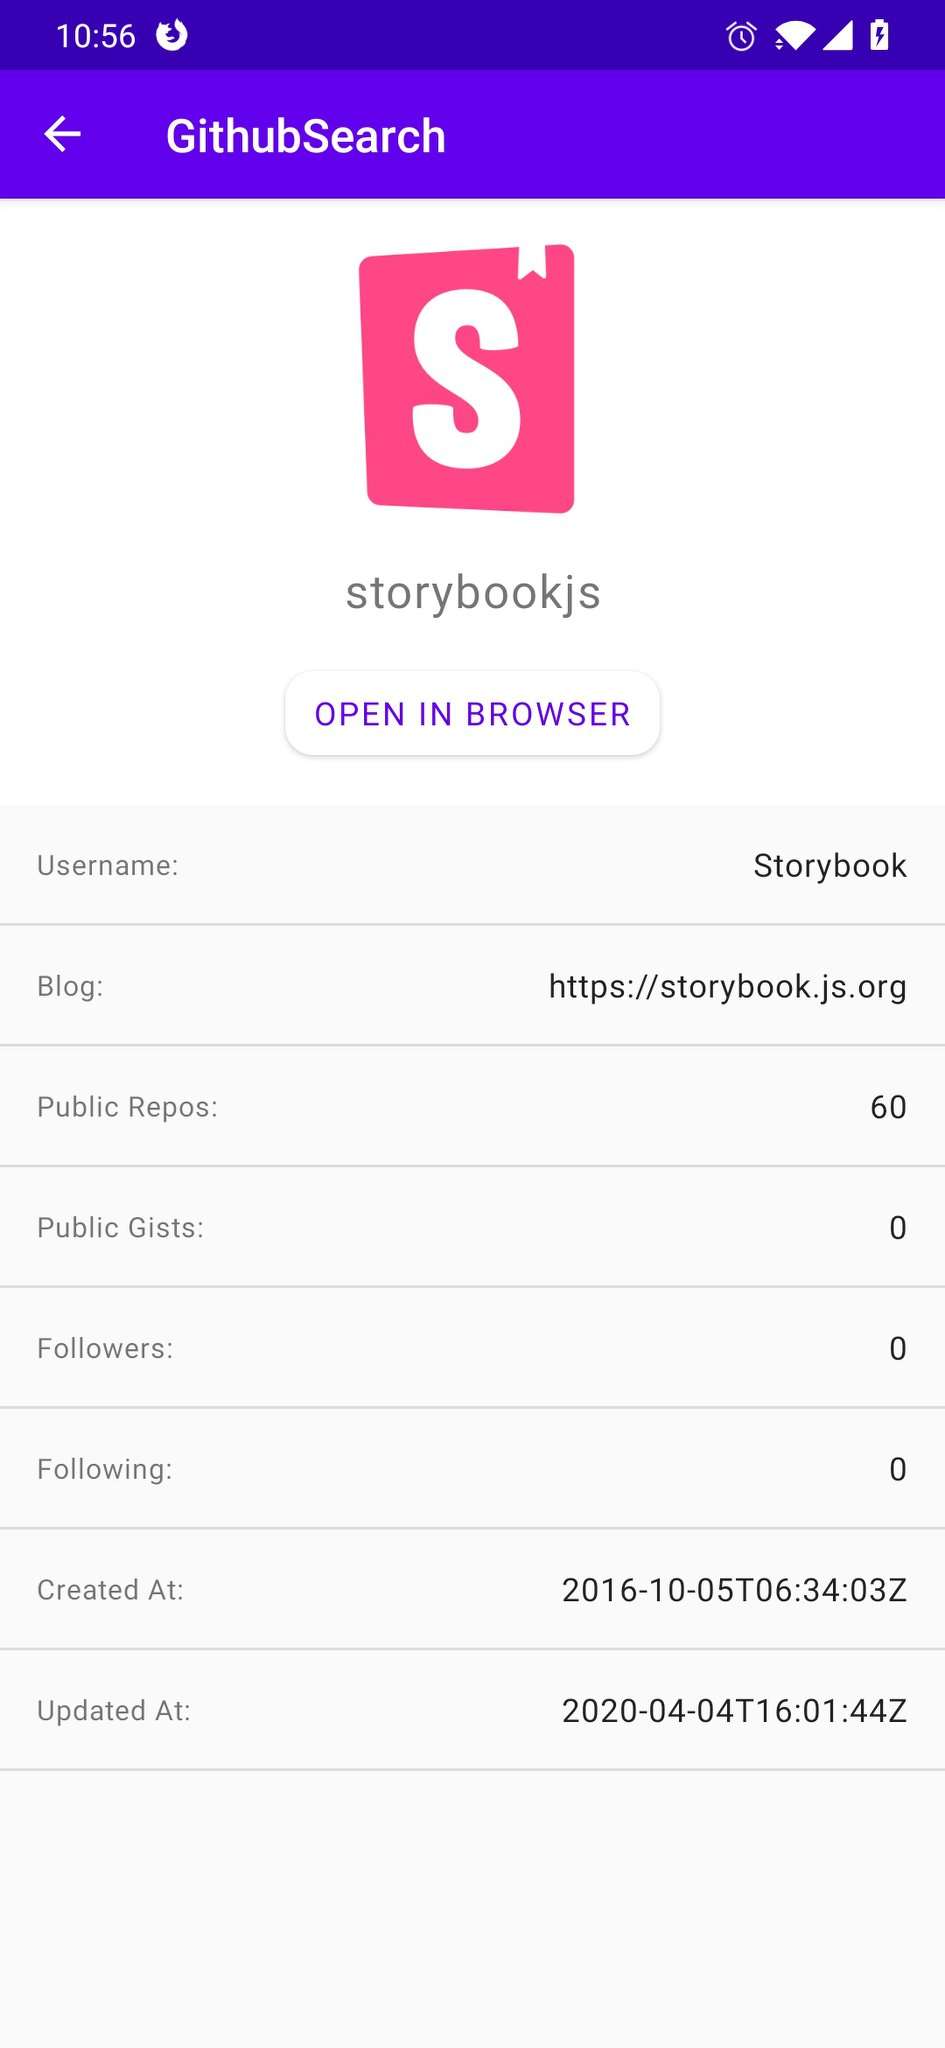 10:56
GithubSearch
S
storybookjs
OPEN IN BROWSER
Username: Storybook
Blog: https://storybook.js.org
Public Repos: 60
Public Gists: 0
Followers: 0
Following: 0
Created At: 2016-10-05T06:34:03Z
Updated At: 2020-04-04T16:01:44Z